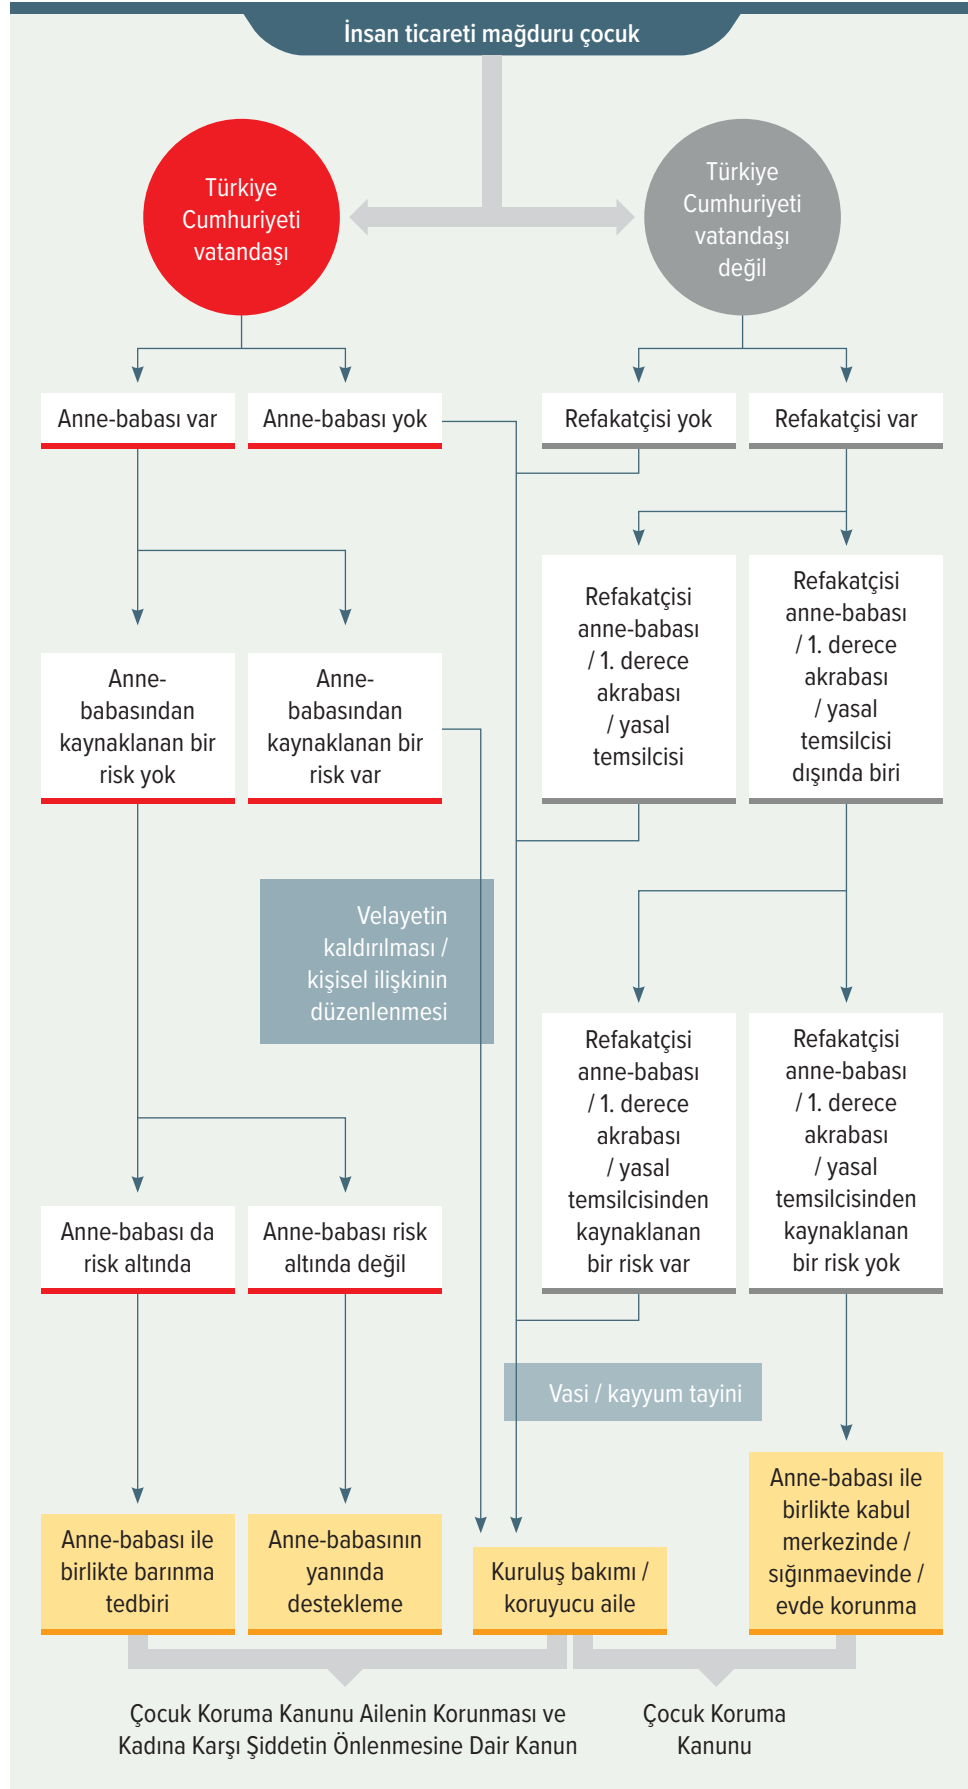 İnsan ticareti mağduru çocuk
Türkiye
Cumhuriyeti
vatandaşı
Türkiye
Cumhuriyeti
vatandaşı
değil
Anne-babası var
Anne-babası yok
Refakatçisi yok
Refakatçisi var
Anne-
babasından
kaynaklanan bir
risk yok
Anne-
babasından
kaynaklanan bir
risk var
Refakatçisi
anne-babası
/ 1. derece
akrabası
/ yasal
temsilcisi
Refakatçisi
anne-babası
/ 1. derece
akrabası
/ yasal
temsilcisi
dışında biri
Velayetin
kaldırılması /
kişisel ilişkinin
düzenlenmesi
Refakatçisi
anne-babası
/ 1. derece
akrabası
/ yasal
temsilcisinden
kaynaklanan
bir risk var
Refakatçisi
anne-babası
/ 1. derece
akrabası
/ yasal
temsilcisinden
kaynaklanan
bir risk yok
Anne-babası da
risk altında
Anne-babası risk
altında değil
Vasi / kayyum tayini
Anne-babası ile
birlikte barınma
tedbiri
Anne-babasının
yanında
destekleme
Kuruluş bakımı /
koruyucu aile
Anne-babası ile
birlikte kabul
merkezinde /
sığınmaevinde /
evde korunma
Çocuk Koruma Kanunu Ailenin Korunması ve
Kadına Karşı Şiddetin Önlenmesine Dair Kanun
Çocuk Koruma
Kanunu